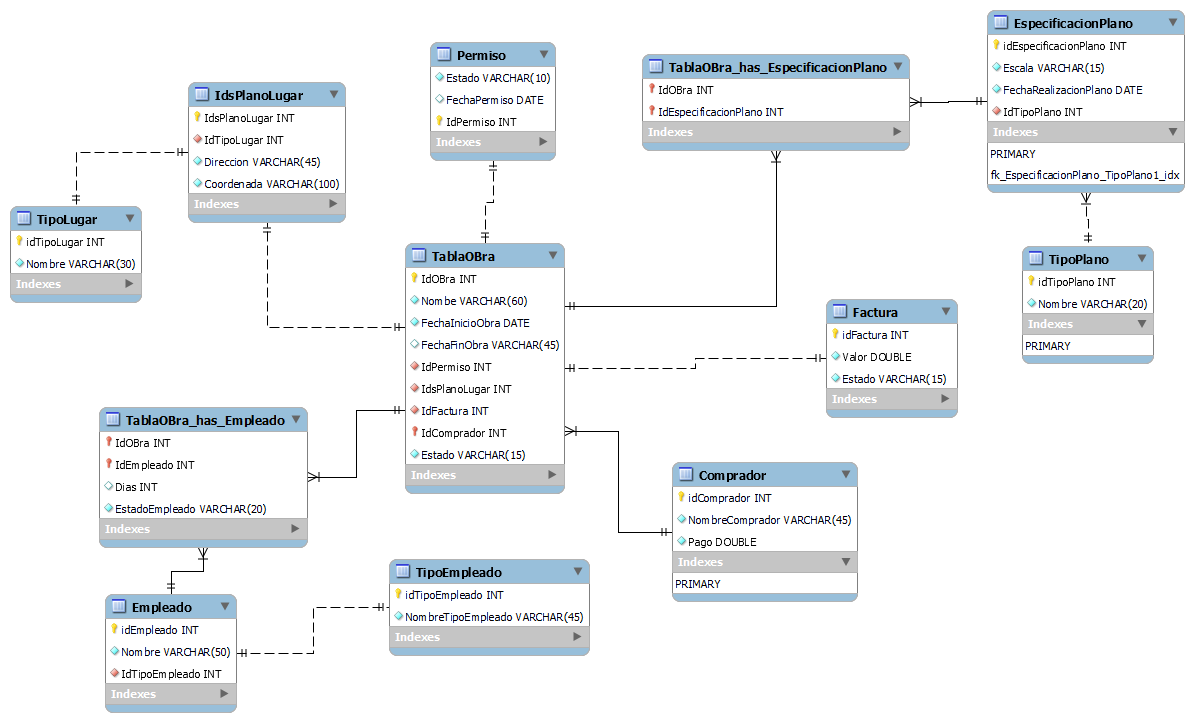 EspecificacionPlano
idEspecificacionPlano INT
Escala VARCHAR(15)
FechaRealizacionPlano DATE
IdTipoPlano INT
Indexes
PRIMARY
fk_EspecificacionPlano_TipoPlano1_idx
Permiso
Estado VARCHAR(10)
FechaPermiso DATE
IdPermiso INT
Indexes
TablaOBra_has_EspecificacionPlano
IdOBra INT
IdEspecificacionPlano INT
Indexes
IdsPlanoLugar
IdsPlanoLugar INT
IdTipoLugar INT
Direccion VARCHAR(45)
Coordenada VARCHAR(100)
Indexes
TipoLugar
idTipoLugar INT
Nombre VARCHAR(30)
Indexes
TablaOBra
IdOBra INT
Nombe VARCHAR(60)
FechaInicioObra DATE
FechaFinObra VARCHAR(45)
IdPermiso INT
IdsPlanoLugar INT
IdFactura INT
IdComprador INT
Estado VARCHAR(15)
Indexes
TipoPlano
idTipoPlano INT
Nombre VARCHAR(20)
Indexes
PRIMARY
Factura
idFactura INT
Valor DOUBLE
Estado VARCHAR(15)
Indexes
TablaOBra_has_Empleado
IdOBra INT
IdEmpleado INT
Dias INT
EstadoEmpleado VARCHAR(20)
Indexes
Comprador
idComprador INT
NombreComprador VARCHAR(45)
Pago DOUBLE
Indexes
PRIMARY
TipoEmpleado
idTipoEmpleado INT
NombreTipoEmpleado VARCHAR(45)
Indexes
Empleado
idEmpleado INT
Nombre VARCHAR(50)
IdTipoEmpleado INT
Indexes